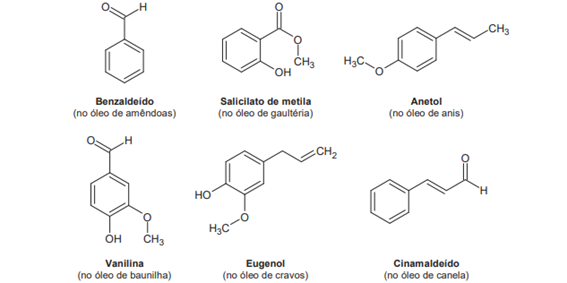 O
H
Benzaldeído
(no óleo de amêndoas)
O
O
CH3
OH
Salicilato de metila
(no óleo de gaultéria)
CH3
H3C
O
Anetol
(no óleo de anis)
O
H
O
OH
CH3
Vanilina
(no óleo de baunilha)
CH2
HO
O
H3C
Eugenol
(no óleo de cravos)
O
H
Cinamaldeído
(no óleo de canela)